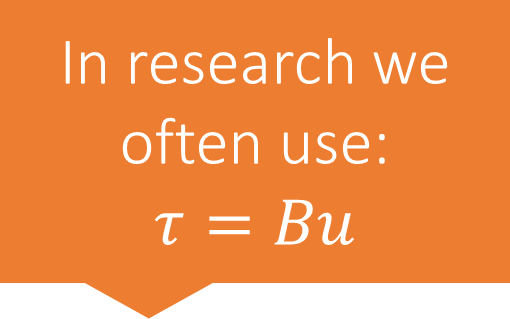 In research we
often use:
τ = Bu